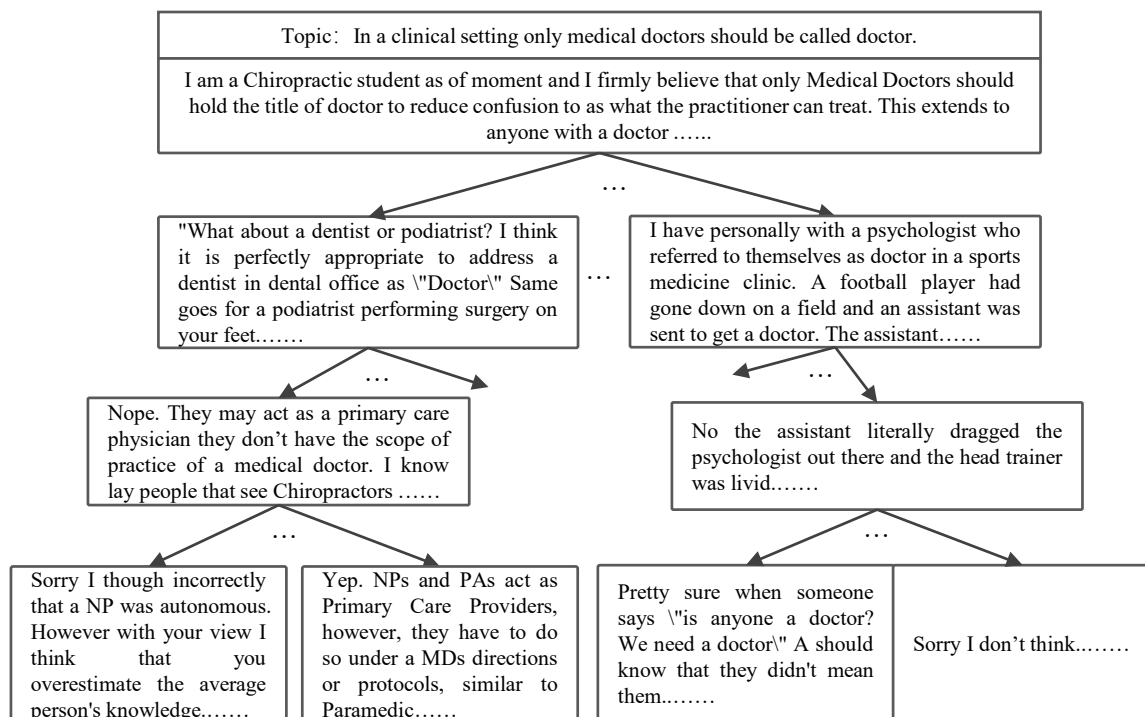 Topic: In a clinical setting only medical doctors should be called doctor.
I am a Chiropractic student as of moment and I firmly believe that only Medical Doctors should
hold the title of doctor to reduce confusion to as what the practitioner can treat. This extends to
anyone with a doctor ……
…
"What about a dentist or podiatrist? I think
it is perfectly appropriate to address a
dentist in dental office as \"Doctor\" Same
goes for a podiatrist performing surgery on
your feet.……
…
I have personally with a psychologist who
referred to themselves as doctor in a sports
medicine clinic. A football player had
gone down on a field and an assistant was
sent to get a doctor. The assistant……
…
…
Nope. They may act as a primary care
physician they don't have the scope of
practice of a medical doctor. I know
lay people that see Chiropractors ……
No the assistant literally dragged the
psychologist out there and the head trainer
was livid.……
…
…
Sorry I though incorrectly
that a NP was autonomous.
However with your view I
think that you
overestimate the average
person's knowledge.……
Yep. NPs and PAs act as
Primary Care Providers,
however, they have to do
so under a MDs directions
or protocols, similar to
Paramedic……
Pretty sure when someone
says \"is anyone a doctor?
We need a doctor\" A should
know that they didn't mean
them..……
Sorry I don't think...……